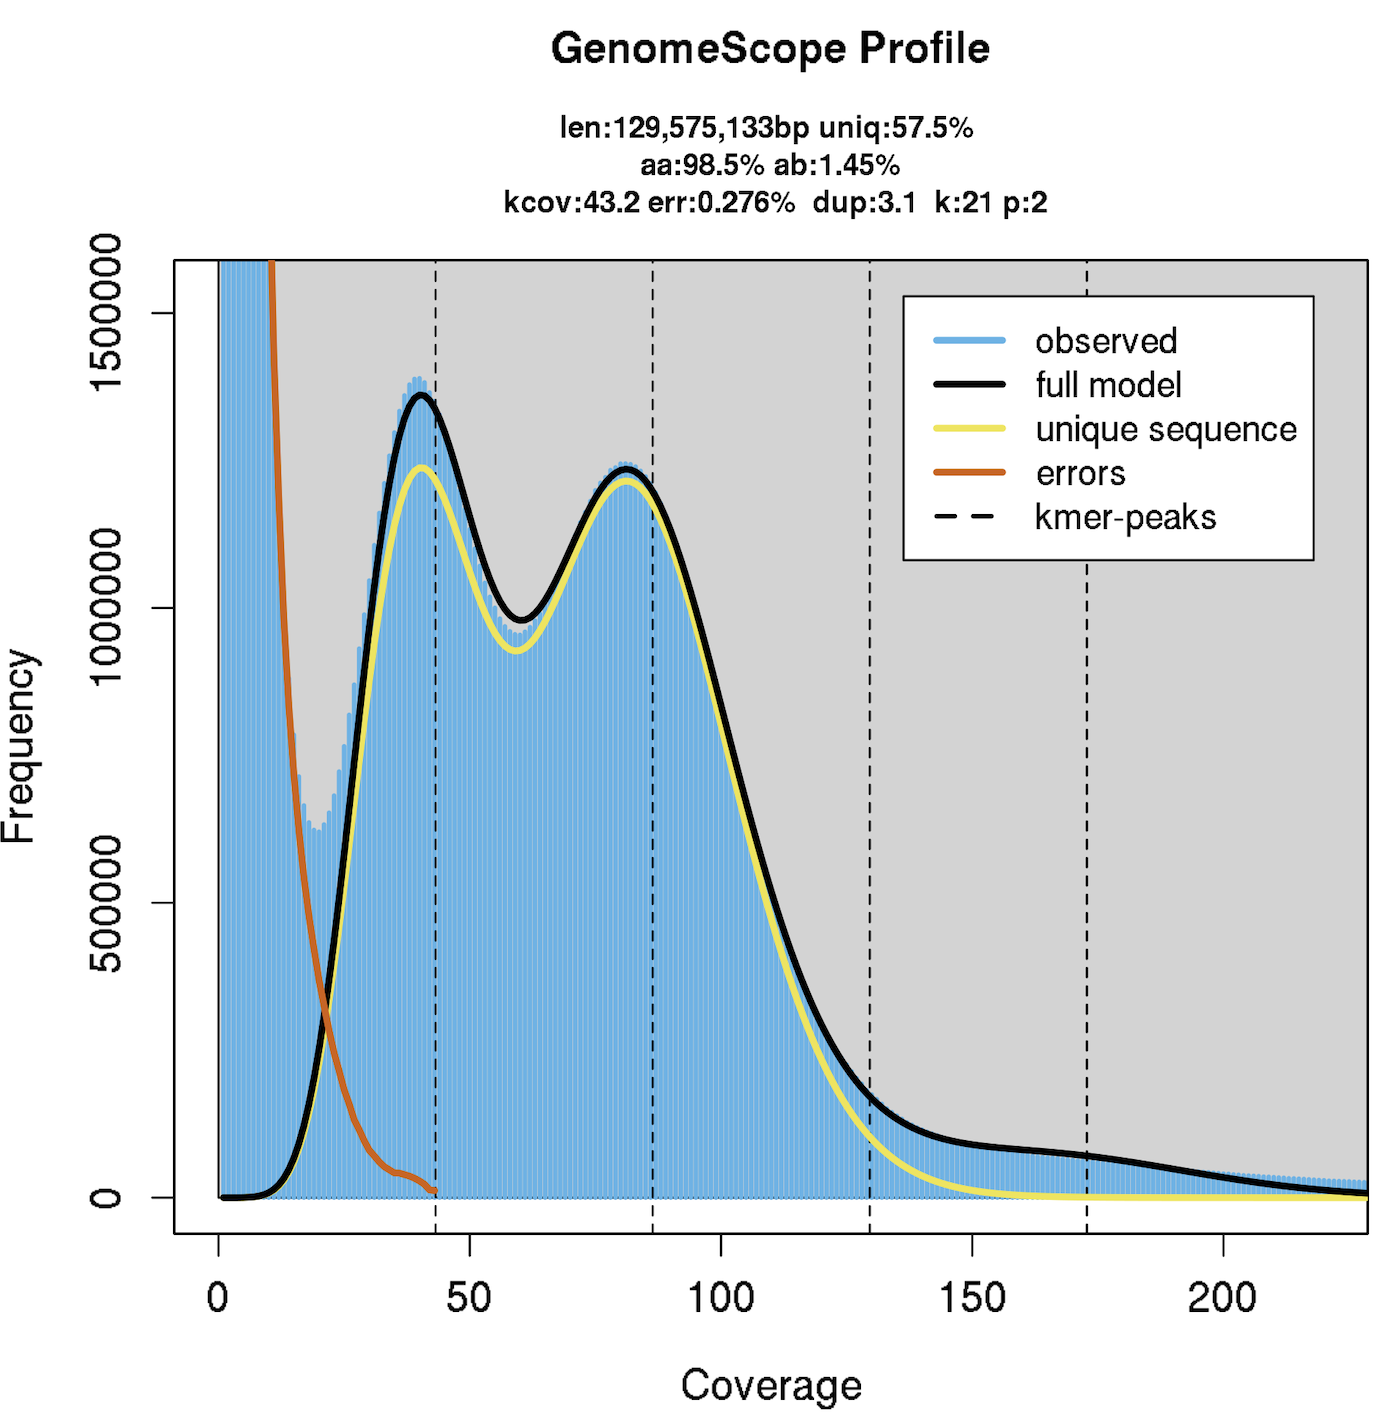 GenomeScope Profile
len:129,575,133bp uniq:57.5%
aa:98.5% ab:1.45%
kcov:43.2 err:0.276% dup:3.1 k:21 p:2
observed
full model
unique sequence
errors
kmer-peaks
Frequency
1500000
1000000
500000
0
0 50 100 150 200
Coverage